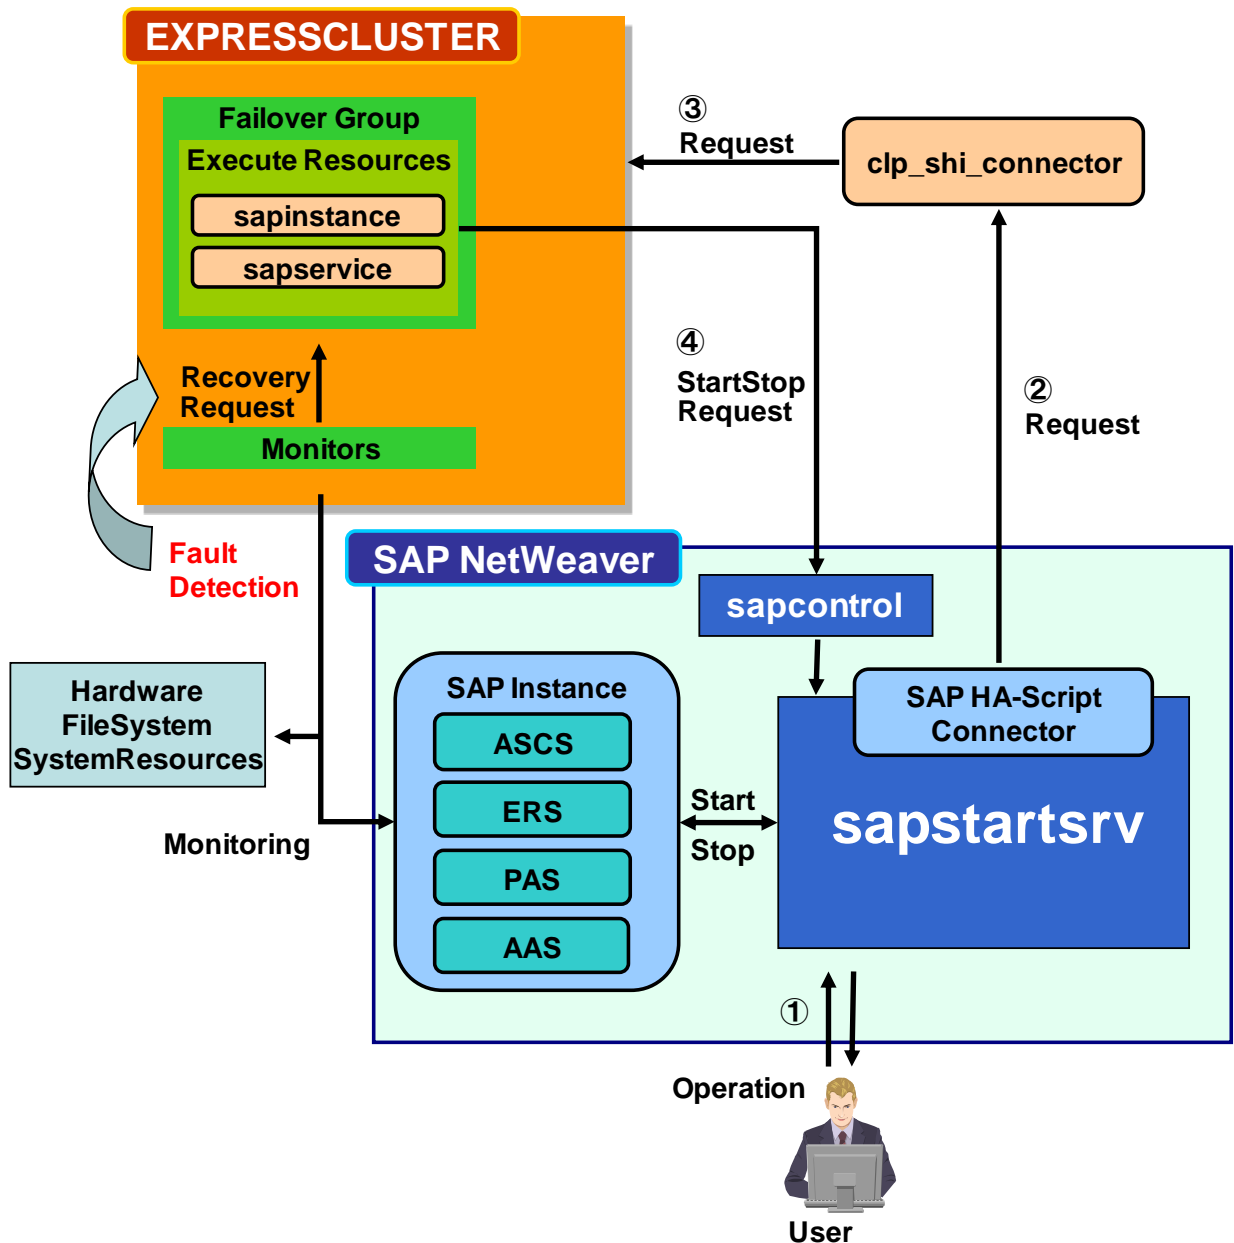 EXPRESSCLUSTER
Failover Group
Execute Resources
sapinstance
sapservice
Recovery
Request
Monitors
Fault
Detection
③
Request
clp_shi_connector
④
StartStop
Request
②
Request
SAP NetWeaver
sapcontrol
Hardware
FileSystem
SystemResources
Monitoring
SAP Instance
ASCS
ERS
PAS
AAS
Start
Stop
SAP HA-Script
Connector
sapstartsrv
①
Operation
User